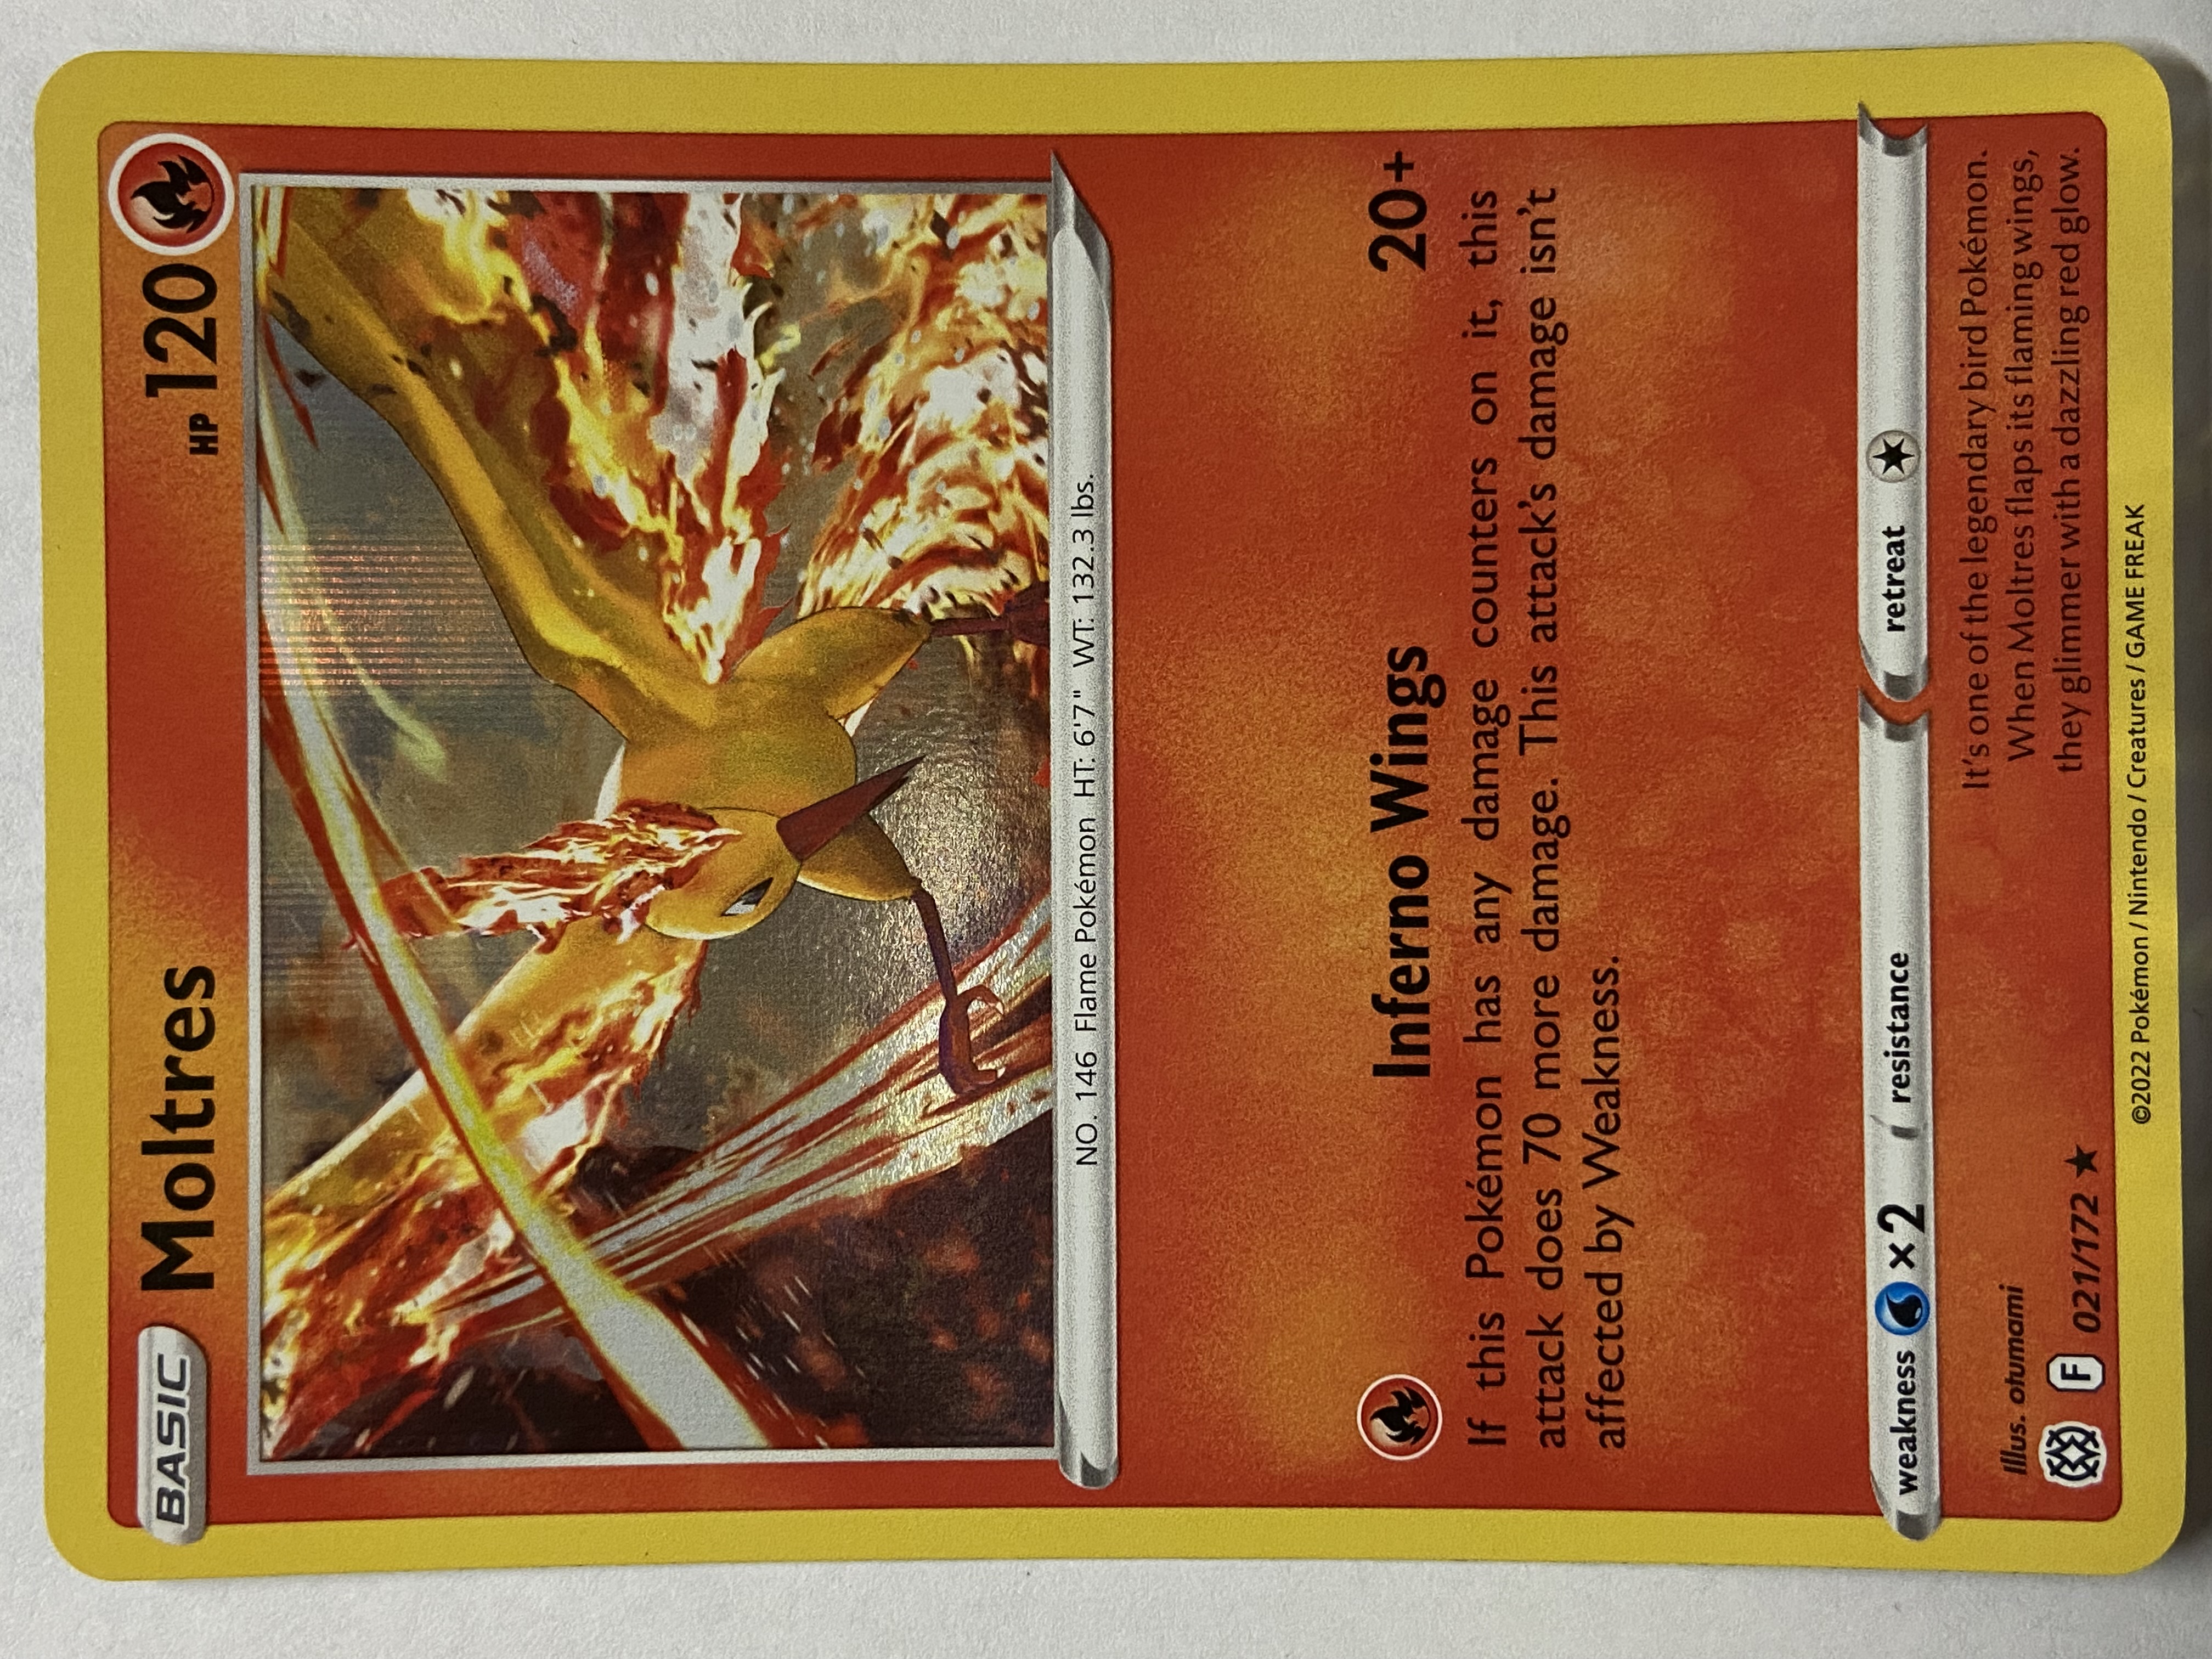 BASIC Moltres HP 120
NO. 146 Flame Pokémon HT: 6'7" WT: 132.3 lbs.
Inferno Wings 20+
If this Pokémon has any damage counters on it, this
attack does 70 more damage. This attack's damage isn't
affected by Weakness.
weakness ×2 resistance retreat
Illus. otumami
F 021/172 ★
It's one of the legendary bird Pokémon.
When Moltres flaps its flaming wings,
they glimmer with a dazzling red glow.
©2022 Pokémon / Nintendo / Creatures / GAME FREAK